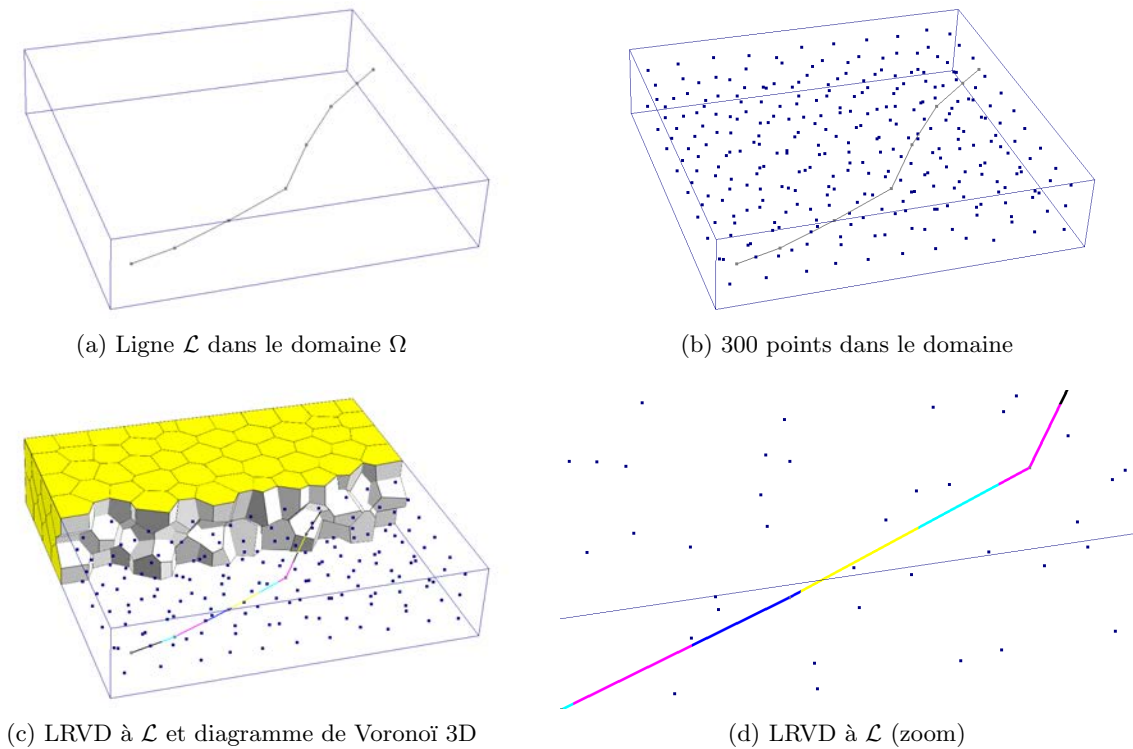 (a) Ligne ℒ dans le domaine Ω
(b) 300 points dans le domaine
(c) LRVD à ℒ et diagramme de Voronoï 3D
(d) LRVD à ℒ (zoom)